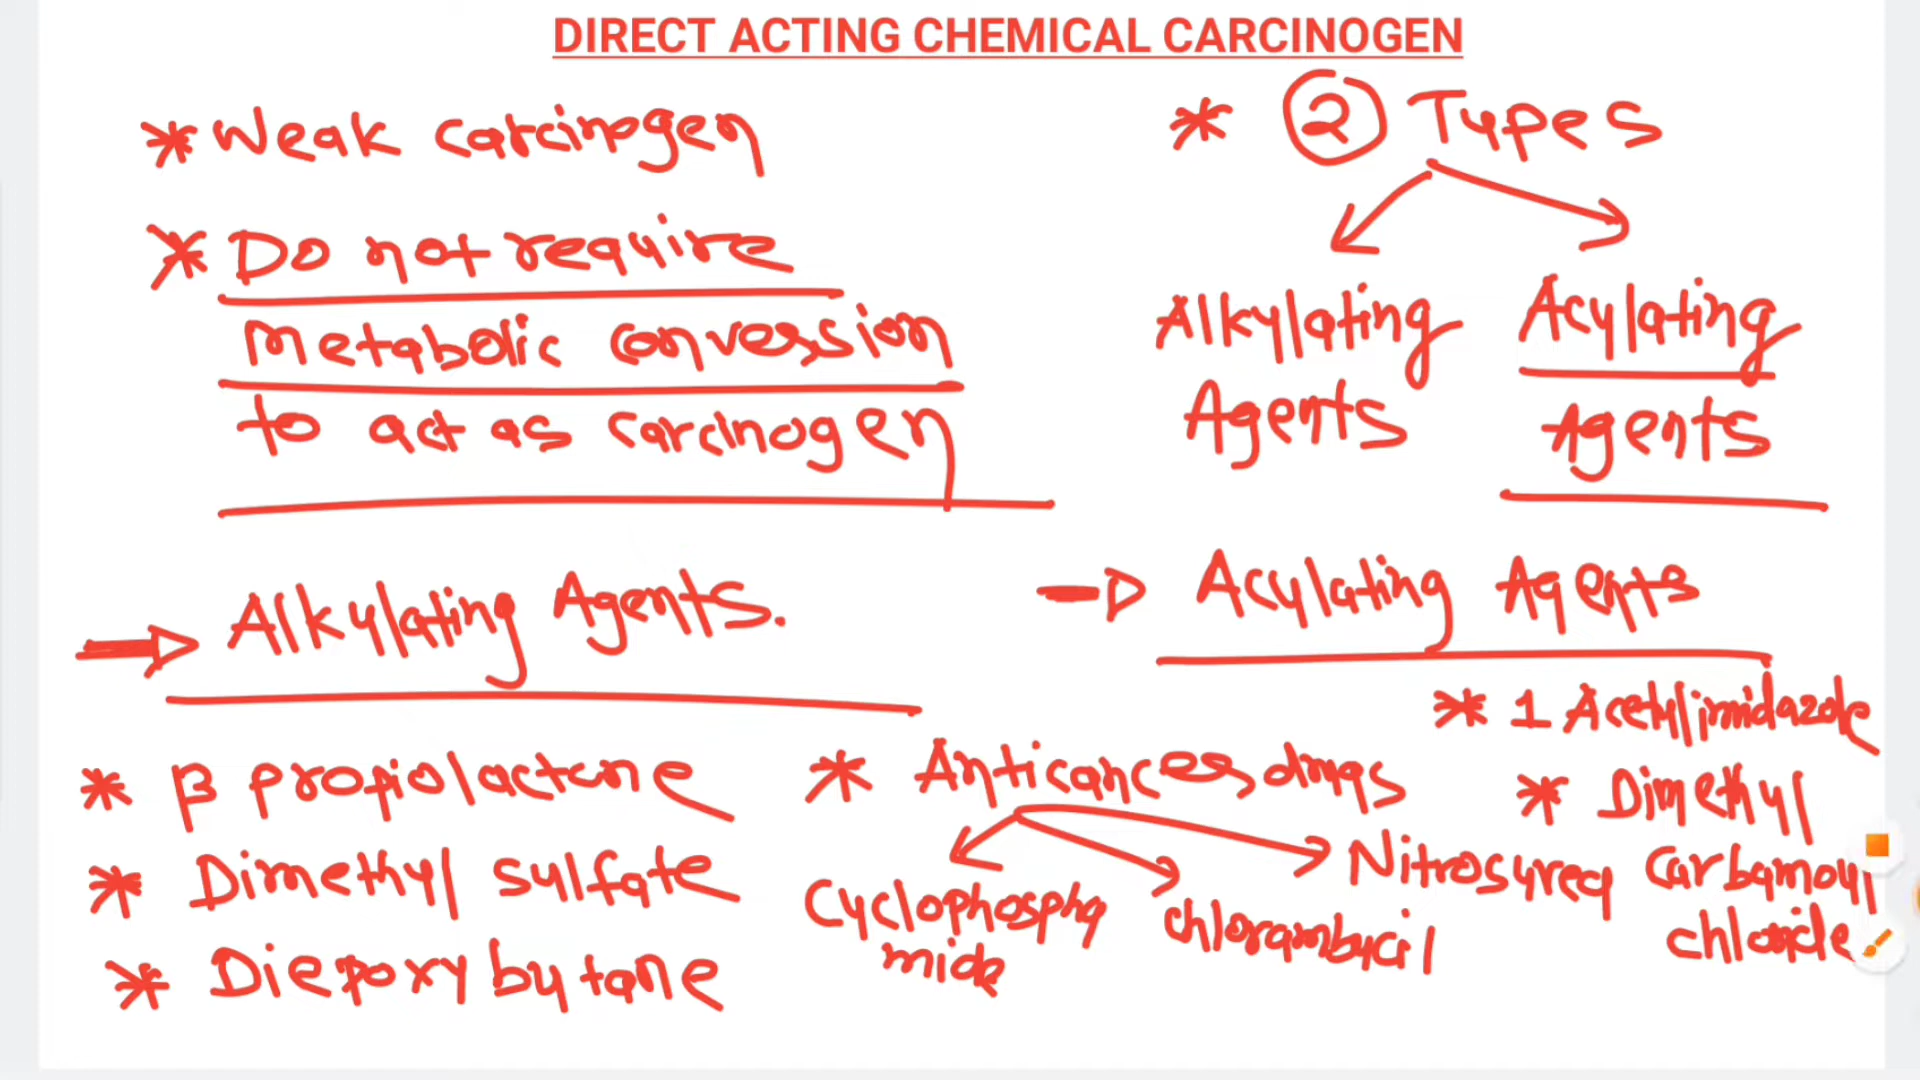 DIRECT ACTING CHEMICAL CARCINOGEN
* Weak carcinogen
* Do not require
metabolic conversion
to act as carcinogen
* 2 Types
Alkylating Agents
Acylating Agents
Alkylating Agents.
* β propiolactone
* Dimethyl sulfate
* Diepoxybutane
* Anticancer drugs
Cyclophospha
mide
chlorambucil
Nitrosurea
Acylating Agents
* 1 Acetylimidazole
* Dimethyl
Carbamoyl
chloride